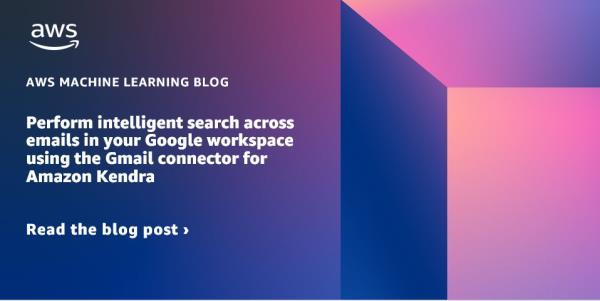 aws
AWS MACHINE LEARNING BLOG
Perform intelligent search across
emails in your Google workspace
using the Gmail connector for
Amazon Kendra
Read the blog post ›